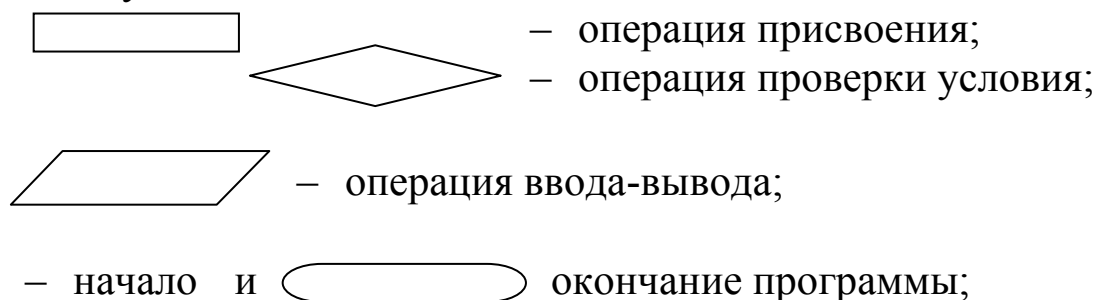 – операция присвоения;
– операция проверки условия;
– операция ввода-вывода;
– начало и окончание программы;